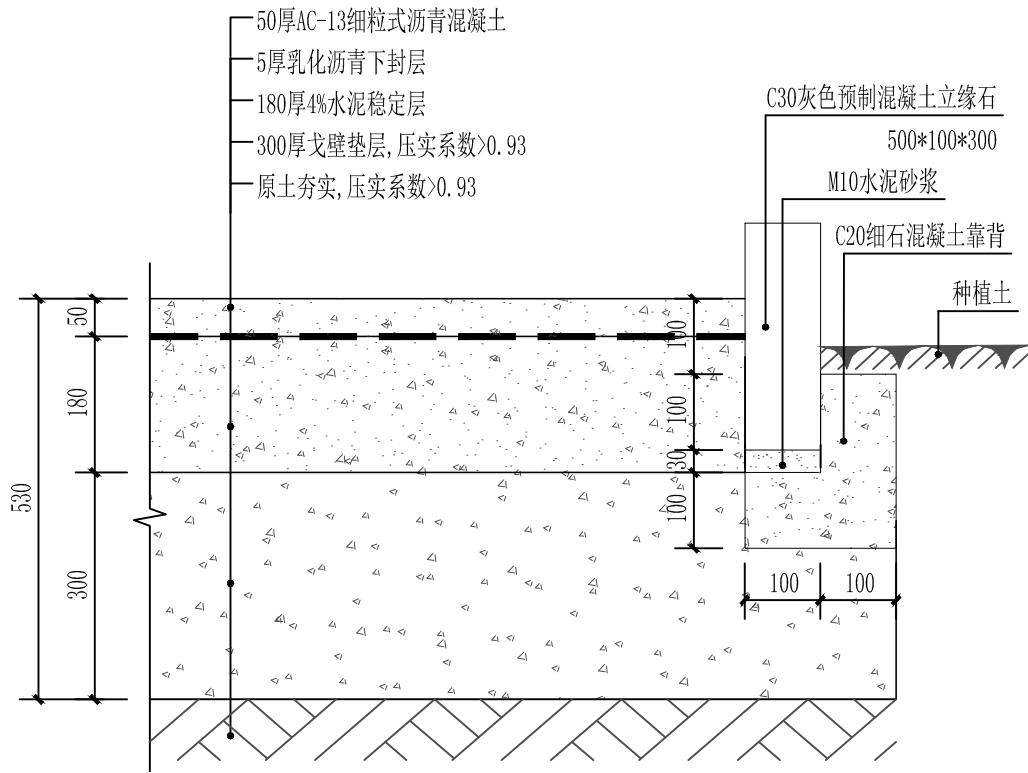 50厚AC-13细粒式沥青混凝土
5厚乳化沥青下封层
180厚4%水泥稳定层
300厚戈壁垫层,压实系数>0.93
原土夯实,压实系数>0.93
C30灰色预制混凝土立缘石
500*100*300
M10水泥砂浆
C20细石混凝土靠背
种植土
50
180
300
530
100
100
30
100
100
100